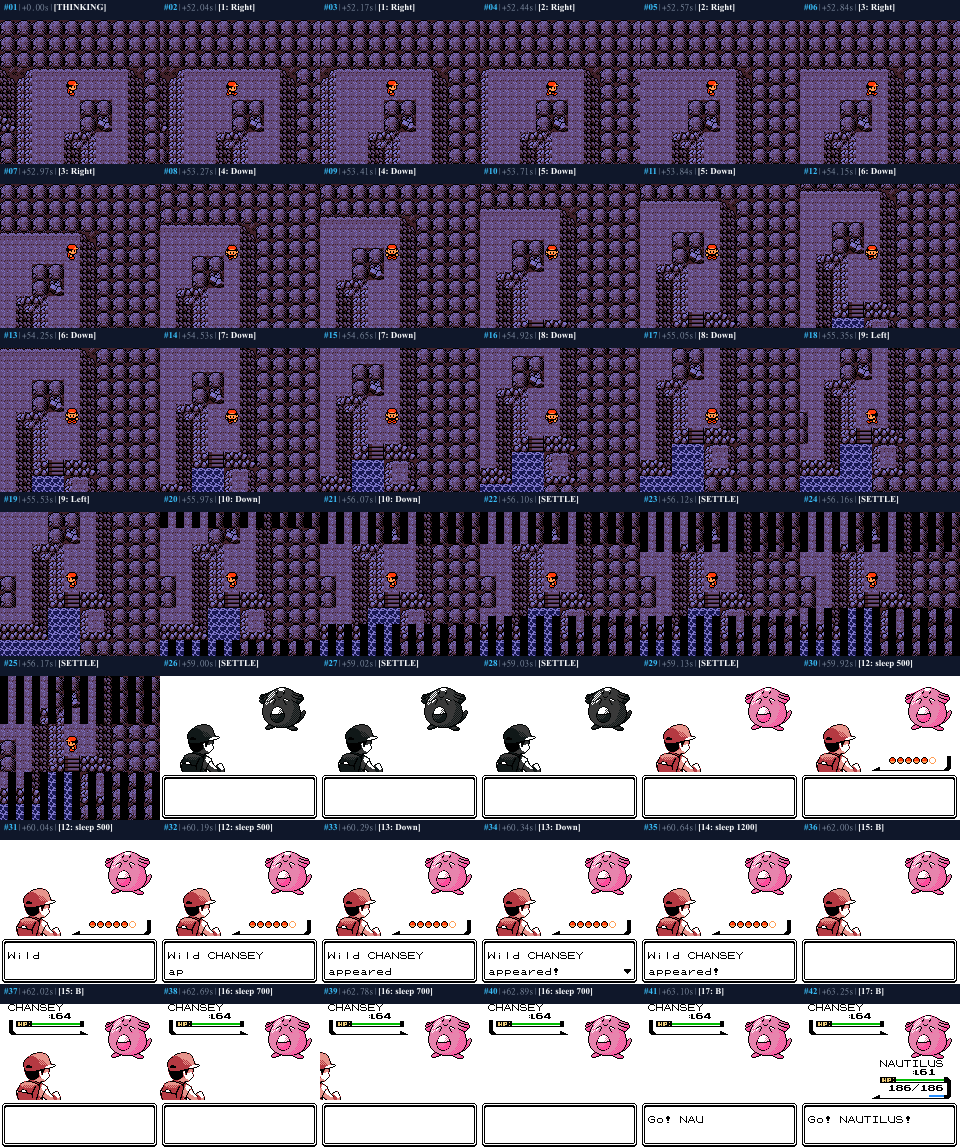 #01|+0.00s|[THINKING]
#02|+52.04s|[1: Right]
#03|+52.17s|[1: Right]
#04|+52.44s|[2: Right]
#05|+52.57s|[2: Right]
#06|+52.84s|[3: Right]
#07|+52.97s|[3: Right]
#08|+53.27s|[4: Down]
#09|+53.41s|[4: Down]
#10|+53.71s|[5: Down]
#11|+53.84s|[5: Down]
#12|+54.15s|[6: Down]
#13|+54.25s|[6: Down]
#14|+54.53s|[7: Down]
#15|+54.65s|[7: Down]
#16|+54.92s|[8: Down]
#17|+55.05s|[8: Down]
#18|+55.35s|[9: Left]
#19|+55.53s|[9: Left]
#20|+55.97s|[10: Down]
#21|+56.07s|[10: Down]
#22|+56.10s|[SETTLE]
#23|+56.12s|[SETTLE]
#24|+56.16s|[SETTLE]
#25|+56.17s|[SETTLE]
#26|+59.00s|[SETTLE]
#27|+59.02s|[SETTLE]
#28|+59.03s|[SETTLE]
#29|+59.13s|[SETTLE]
#30|+59.92s|[12: sleep 500]
#31|+60.04s|[12: sleep 500]
#32|+60.19s|[12: sleep 500]
#33|+60.29s|[13: Down]
#34|+60.34s|[13: Down]
#35|+60.64s|[14: sleep 1200]
#36|+62.00s|[15: B]
Wild
Wild CHANSEY
ap
Wild CHANSEY
appeared
Wild CHANSEY
appeared!
Wild CHANSEY
appeared!
#37|+62.02s|[15: B]
#38|+62.69s|[16: sleep 700]
#39|+62.78s|[16: sleep 700]
#40|+62.89s|[16: sleep 700]
#41|+63.10s|[17: B]
#42|+63.25s|[17: B]
CHANSEY
:L64
HP:
CHANSEY
:L64
HP:
CHANSEY
:L64
HP:
CHANSEY
:L64
HP:
CHANSEY
:L64
HP:
Go! NAU
CHANSEY
:L64
HP:
NAUTILUS
:L61
HP:
186/186
Go! NAUTILUS!